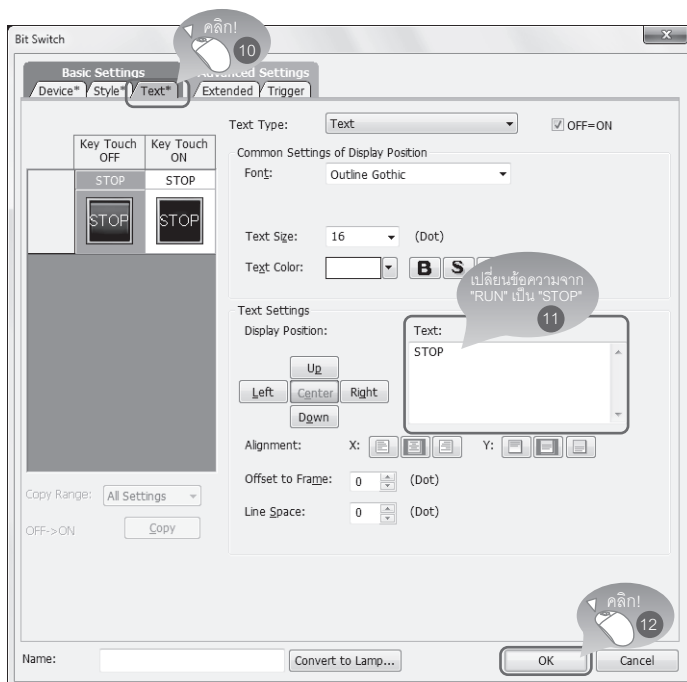 คลิก!
10
Bit Switch
x
Basic Settings
Advanced Settings
Device* Style* Text* Extended Trigger
Text Type: Text OFF=ON
Key Touch OFF
Key Touch ON
STOP STOP
STOP STOP
Common Settings of Display Position
Font: Outline Gothic
Text Size: 16 (Dot)
Text Color: B S
เปลี่ยนข้อความจาก
"RUN" เป็น "STOP"
11
Text Settings
Display Position:
Text:
STOP
Up
Left Center Right
Down
Alignment: X: Y:
Offset to Frame: 0 (Dot)
Line Space: 0 (Dot)
Copy Range: All Settings
OFF->ON Copy
คลิก!
12
Name: Convert to Lamp... OK Cancel